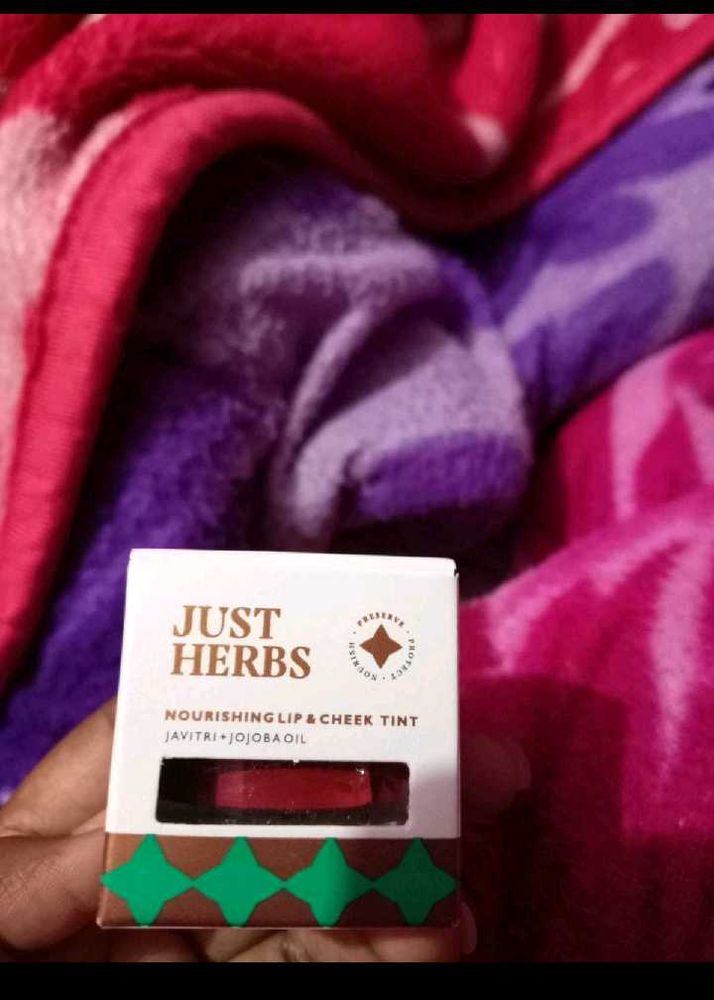 JUST
HERBS
PRESERVE · PROTECT · NOURISH ·
NOURISHING LIP & CHEEK TINT
JAVITRI + JOJOBA OIL